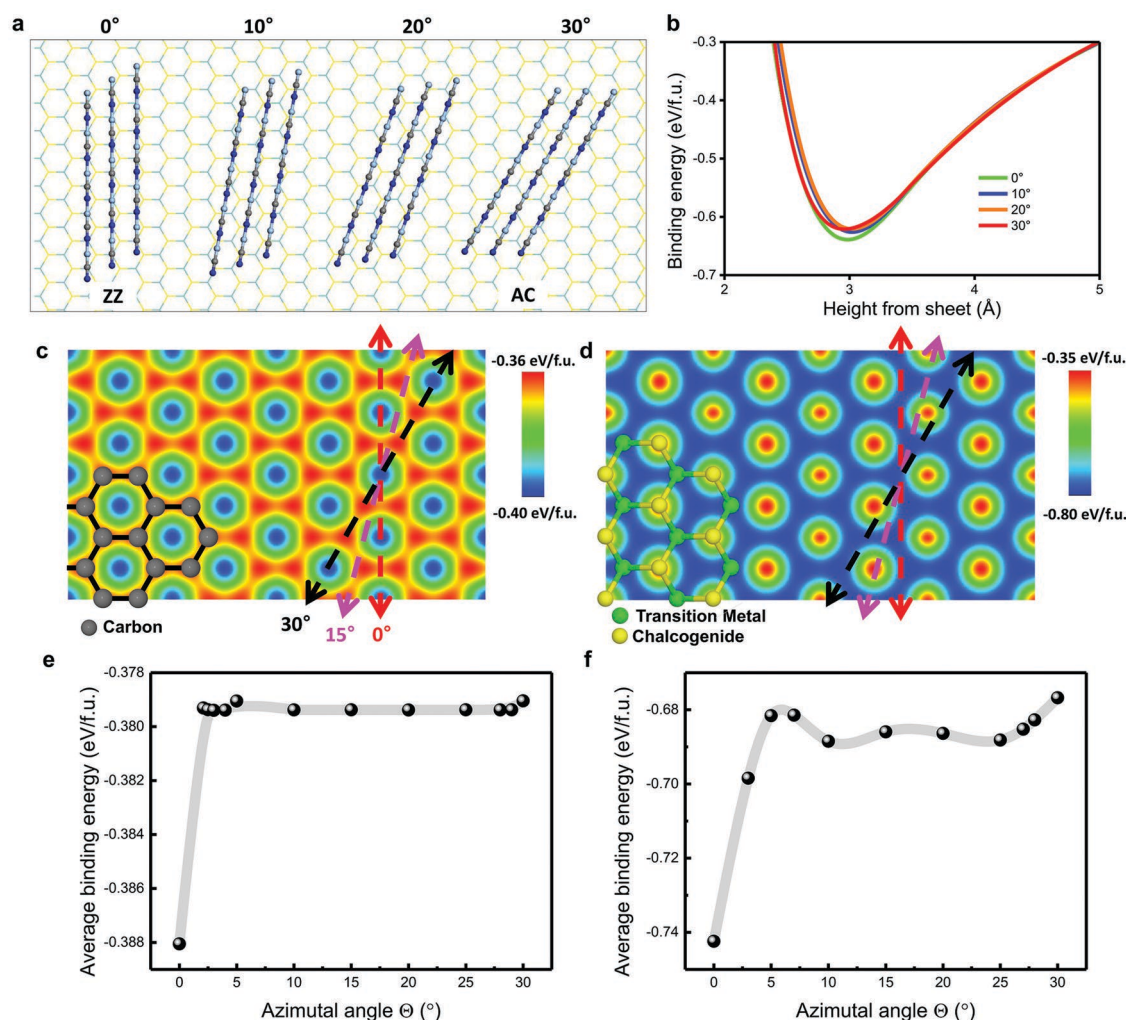 a
0° 10° 20° 30°
ZZ AC
b
Binding energy (eV/f.u.)
-0.3
-0.4
-0.5
-0.6
-0.7
0°
10°
20°
30°
2 3 4 5
Height from sheet (Å)
c
-0.36 eV/f.u.
-0.40 eV/f.u.
Carbon
30° 15° 0°
d
-0.35 eV/f.u.
-0.80 eV/f.u.
Transition Metal
Chalcogenide
e
Average binding energy (eV/f.u.)
-0.378
-0.380
-0.382
-0.384
-0.386
-0.388
0 5 10 15 20 25 30
Azimutal angle Θ (°)
f
Average binding energy (eV/f.u.)
-0.68
-0.70
-0.72
-0.74
0 5 10 15 20 25 30
Azimutal angle Θ (°)